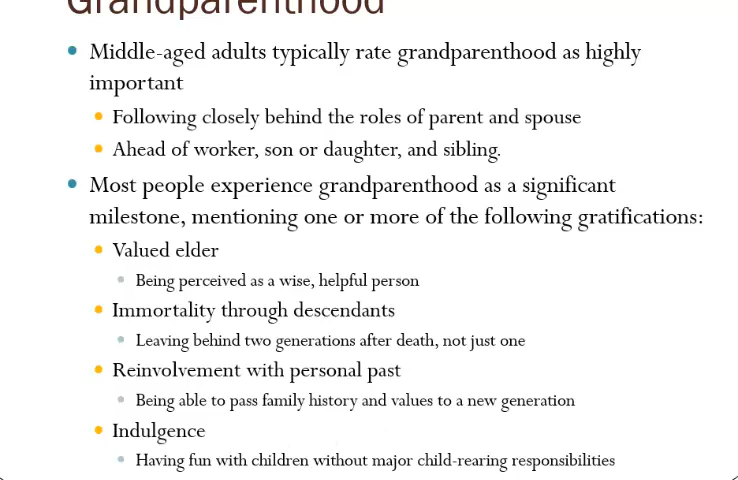 Grandparenthood
Middle-aged adults typically rate grandparenthood as highly
important
Following closely behind the roles of parent and spouse
Ahead of worker, son or daughter, and sibling.
Most people experience grandparenthood as a significant
milestone, mentioning one or more of the following gratifications:
Valued elder
Being perceived as a wise, helpful person
Immortality through descendants
Leaving behind two generations after death, not just one
Reinvolvement with personal past
Being able to pass family history and values to a new generation
Indulgence
Having fun with children without major child-rearing responsibilities